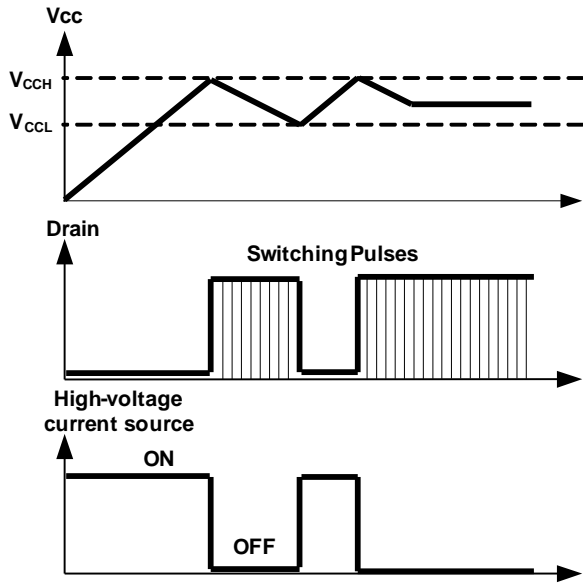 Vcc
VCCH
VCCL
Drain
Switching Pulses
High-voltage
current source
ON
OFF